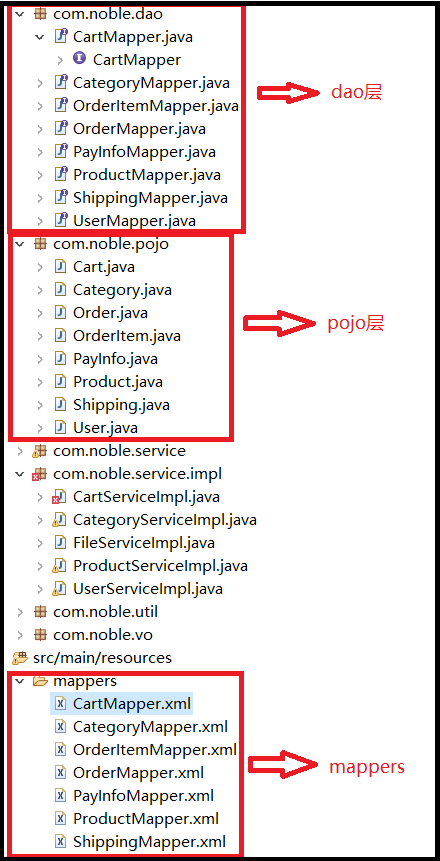 com.noble.dao
CartMapper.java
CartMapper
CategoryMapper.java
OrderItemMapper.java
OrderMapper.java
PayInfoMapper.java
ProductMapper.java
ShippingMapper.java
UserMapper.java
dao层
com.noble.pojo
Cart.java
Category.java
Order.java
OrderItem.java
PayInfo.java
Product.java
Shipping.java
User.java
pojo层
com.noble.service
com.noble.service.impl
CartServiceImpl.java
CategoryServiceImpl.java
FileServiceImpl.java
ProductServiceImpl.java
UserServiceImpl.java
com.noble.util
com.noble.vo
src/main/resources
mappers
CartMapper.xml
CategoryMapper.xml
OrderItemMapper.xml
OrderMapper.xml
PayInfoMapper.xml
ProductMapper.xml
ShippingMapper.xml
mappers